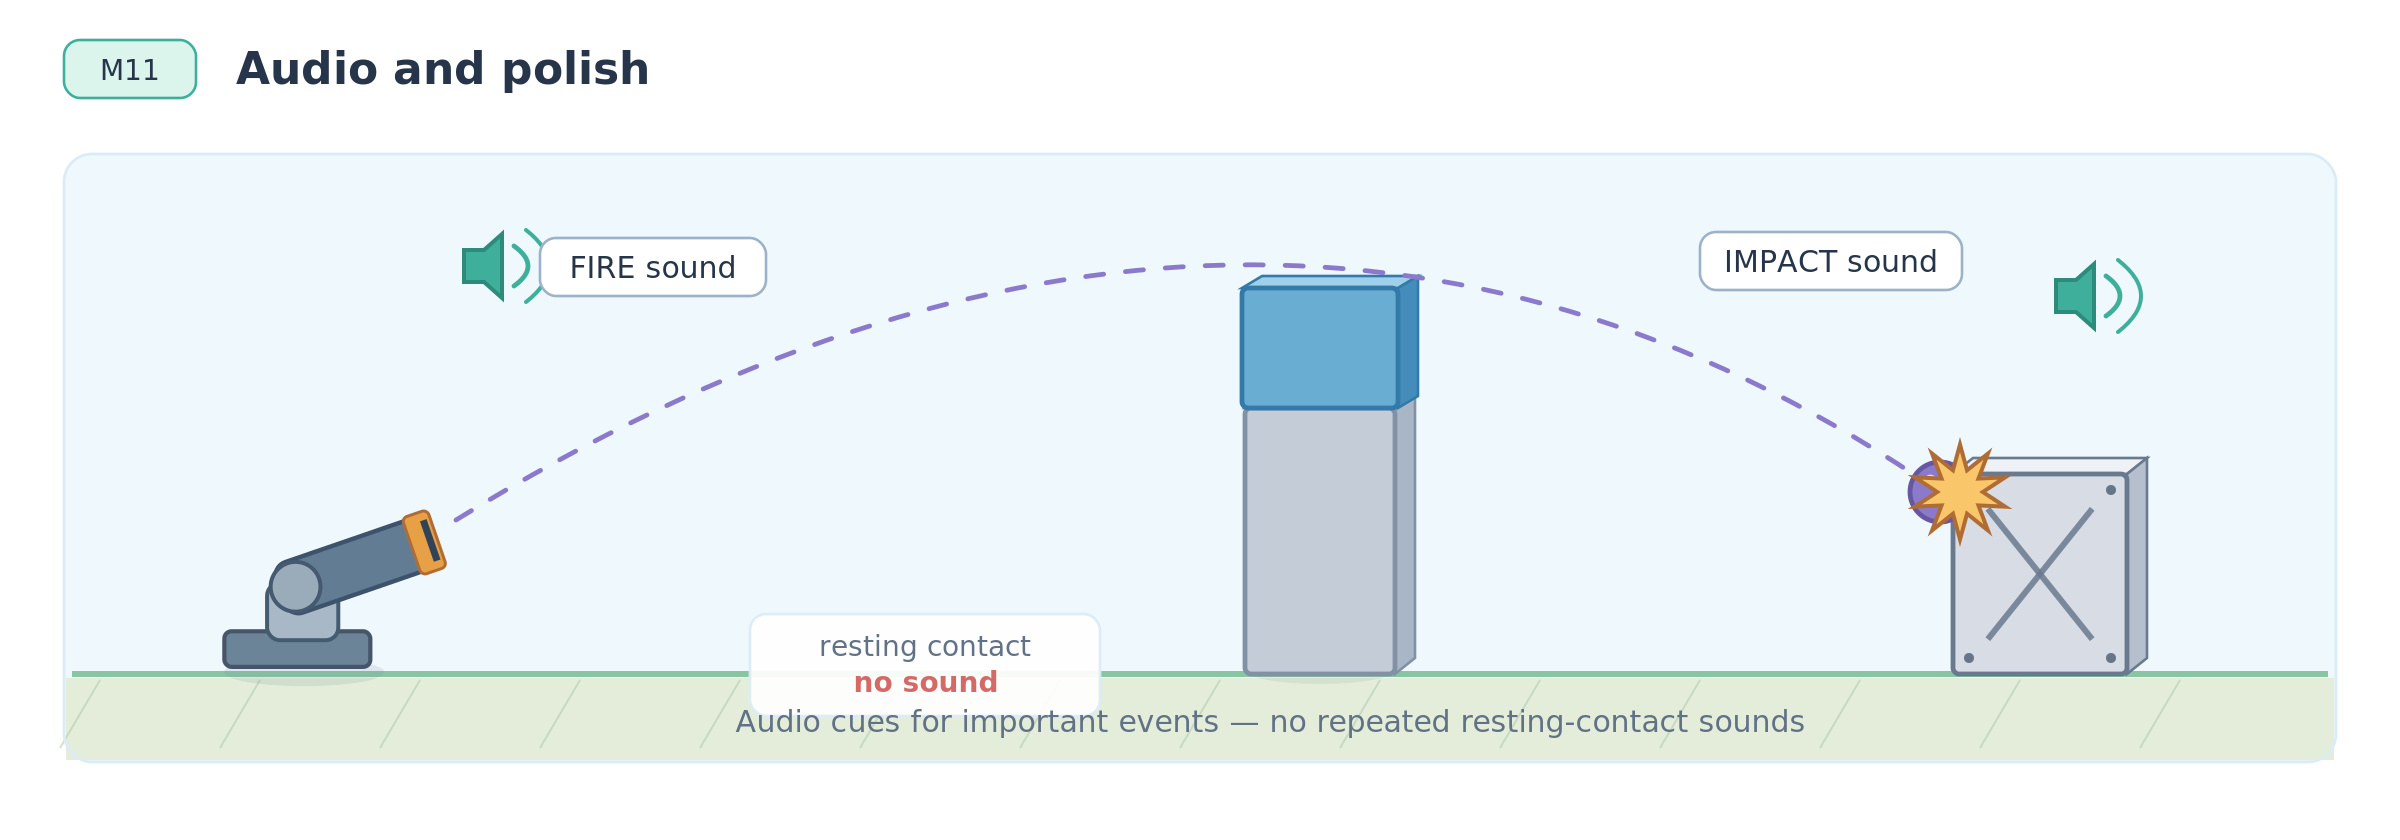 M11
Audio and polish
FIRE sound
IMPACT sound
resting contact
no sound
Audio cues for important events — no repeated resting-contact sounds